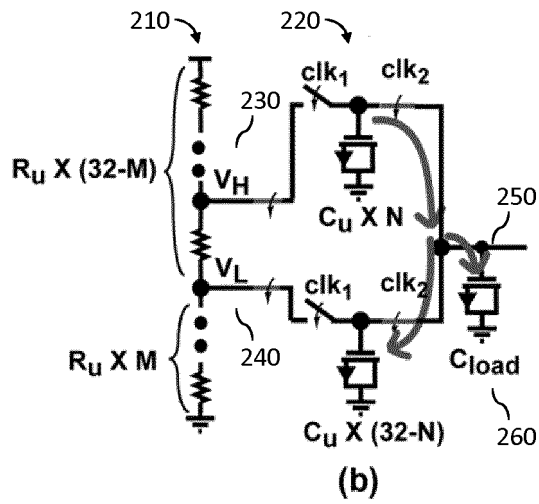 210
220
clk1
clk2
230
Ru X (32-M)
VH
Cu X N
250
VL
clk1
clk2
240
Ru X M
Cload
Cu X (32-N)
260
(b)